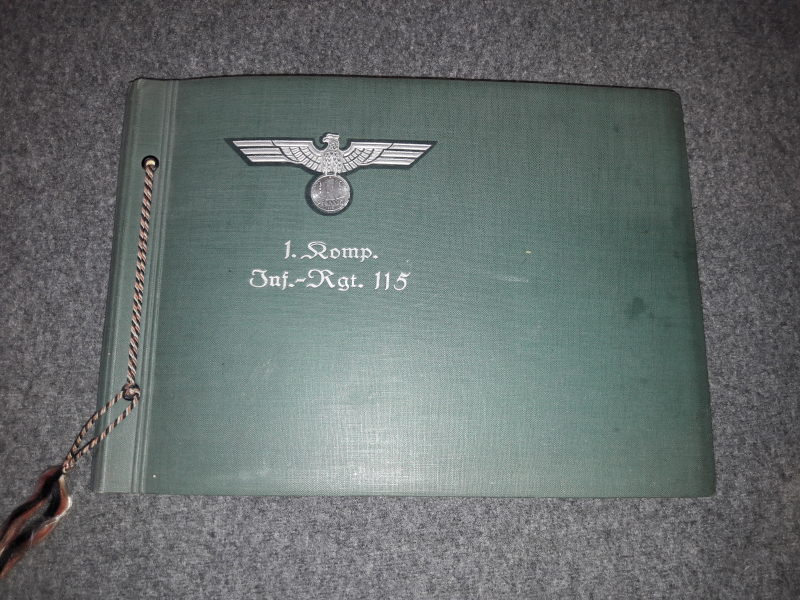 1. Komp.
Inf.-Rgt. 115